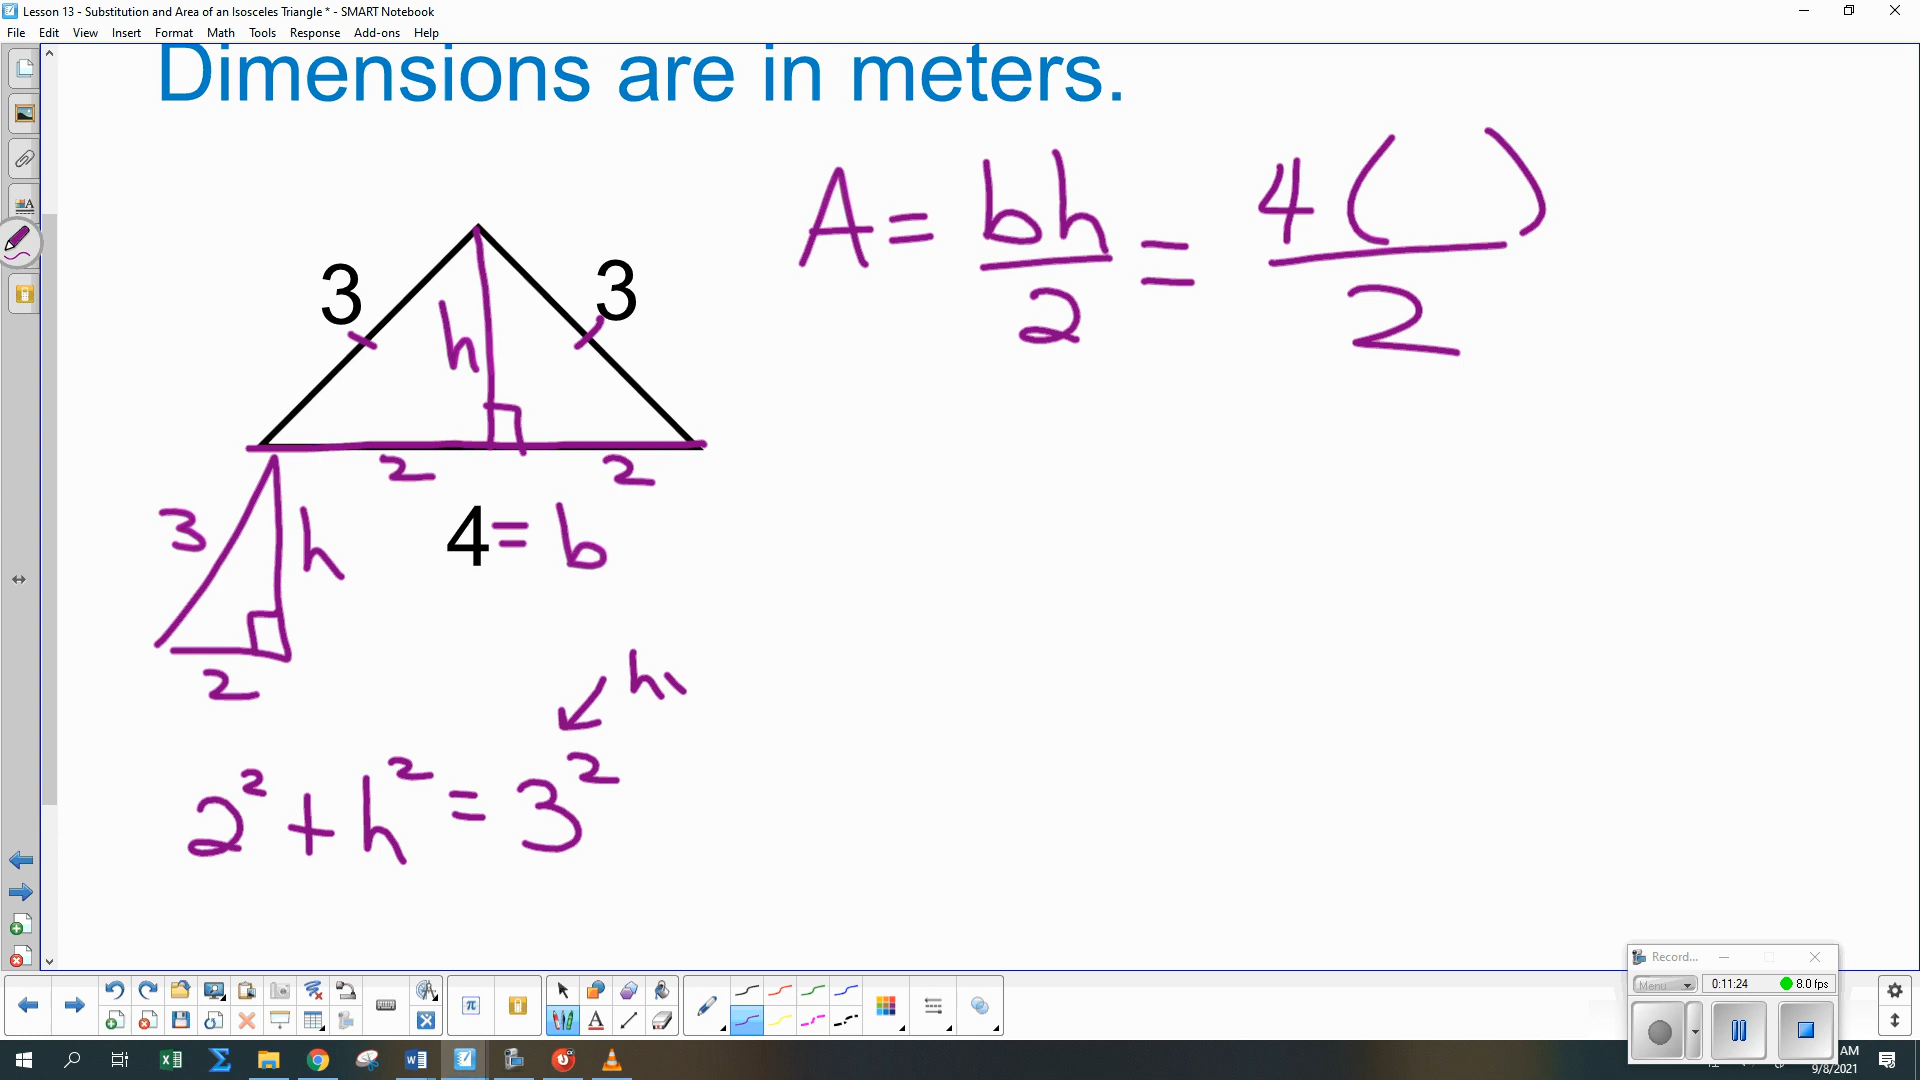 Lesson 13 - Substitution and Area of an Isosceles Triangle * - SMART Notebook
File Edit View Insert Format Math Tools Response Add-ons Help
Dimensions are in meters.
A = bh/2 = 4( )/2
3 3
h
2 2
4 = b
3 h
2
2² + h² = 3²
Record...
Menu 0:11:24 8.0 fps
AM
9/8/2021